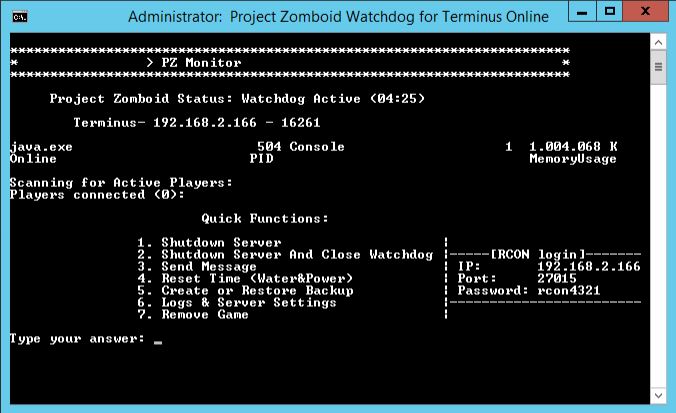 Administrator: Project Zomboid Watchdog for Terminus Online
C:\.
**********************************************************************
* > PZ Monitor *
**********************************************************************
Project Zomboid Status: Watchdog Active (04:25)
Terminus- 192.168.2.166 - 16261
java.exe 504 Console 1 1.004.068 K
Online PID MemoryUsage
Scanning for Active Players:
Players connected (0):
Quick Functions:
1. Shutdown Server |
2. Shutdown Server And Close Watchdog |-----[RCON login]-------
3. Send Message | IP: 192.168.2.166
4. Reset Time (Water&Power) | Port: 27015
5. Create or Restore Backup | Password: rcon4321
6. Logs & Server Settings |------------------------
7. Remove Game |
Type your answer: _